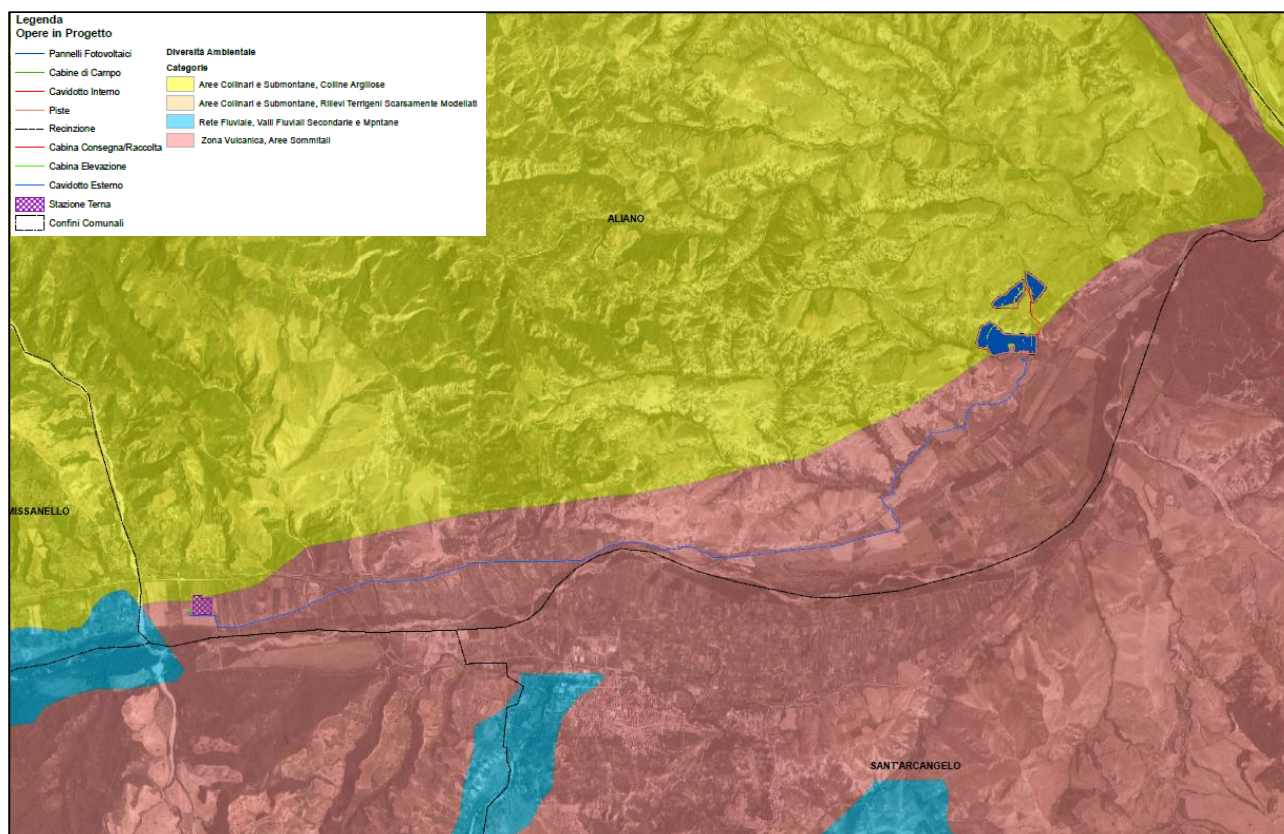 Legenda
Opere in Progetto
Pannelli Fotovoltaici
Cabine di Campo
Cavidotto Interno
Piste
Recinzione
Cabina Consegna/Raccolta
Cabina Elevazione
Cavidotto Esterno
Stazione Terna
Confini Comunali
Diversità Ambientale
Categorie
Aree Collinari e Submontane, Colline Argillose
Aree Collinari e Submontane, Rilievi Terrigeni Scarsamente Modellati
Rete Fluviale, Valli Fluviali Secondarie e Mpntane
Zona Vulcanica, Aree Sommitali
ALIANO
MISSANELLO
SANT'ARCANGELO